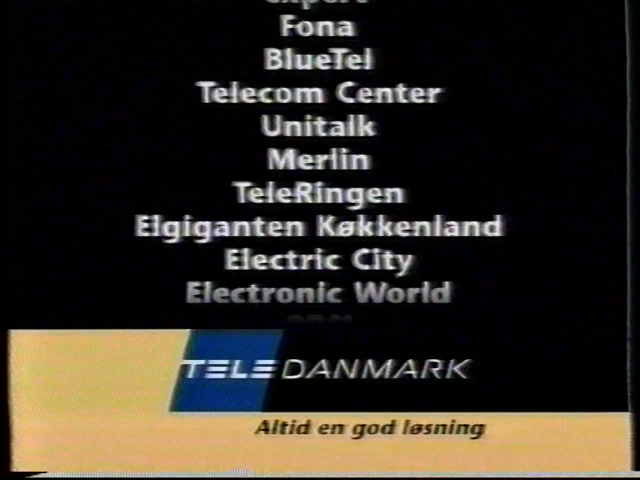 expert
Fona
BlueTel
Telecom Center
Unitalk
Merlin
TeleRingen
Elgiganten Køkkenland
Electric City
Electronic World
TELE DANMARK
Altid en god løsning